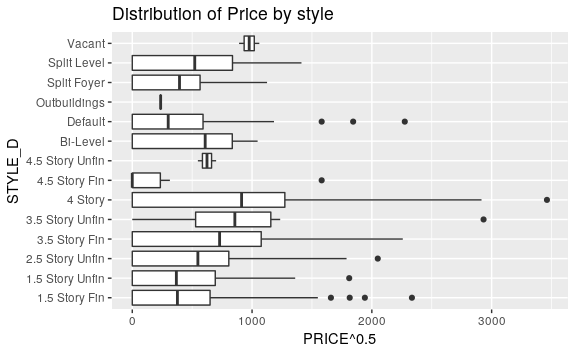 Distribution of Price by style
Vacant
Split Level
Split Foyer
Outbuildings
Default
Bi-Level
4.5 Story Unfin
4.5 Story Fin
4 Story
3.5 Story Unfin
3.5 Story Fin
2.5 Story Unfin
1.5 Story Unfin
1.5 Story Fin
STYLE_D
0 1000 2000 3000
PRICE^0.5